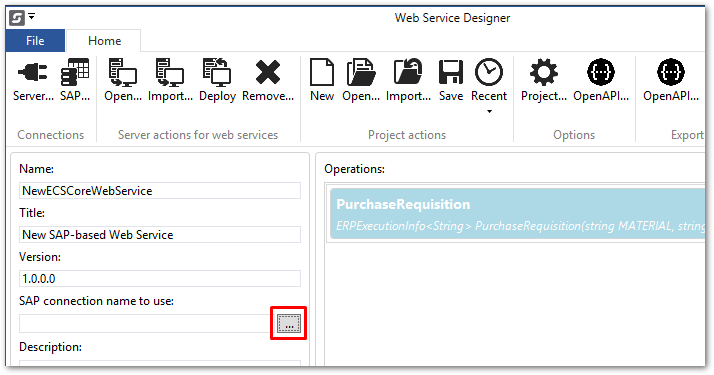 Web Service Designer
File Home
Server... SAP... Open... Import... Deploy Remove... New Open... Import... Save Recent Project... OpenAPI... OpenAPI...
Connections Server actions for web services Project actions Options Export
Name:
NewECSCoreWebService
Title:
New SAP-based Web Service
Version:
1.0.0.0
SAP connection name to use:
...
Description:
Operations:
PurchaseRequisition
ERPExecutionInfo<String> PurchaseRequisition(string MATERIAL, string